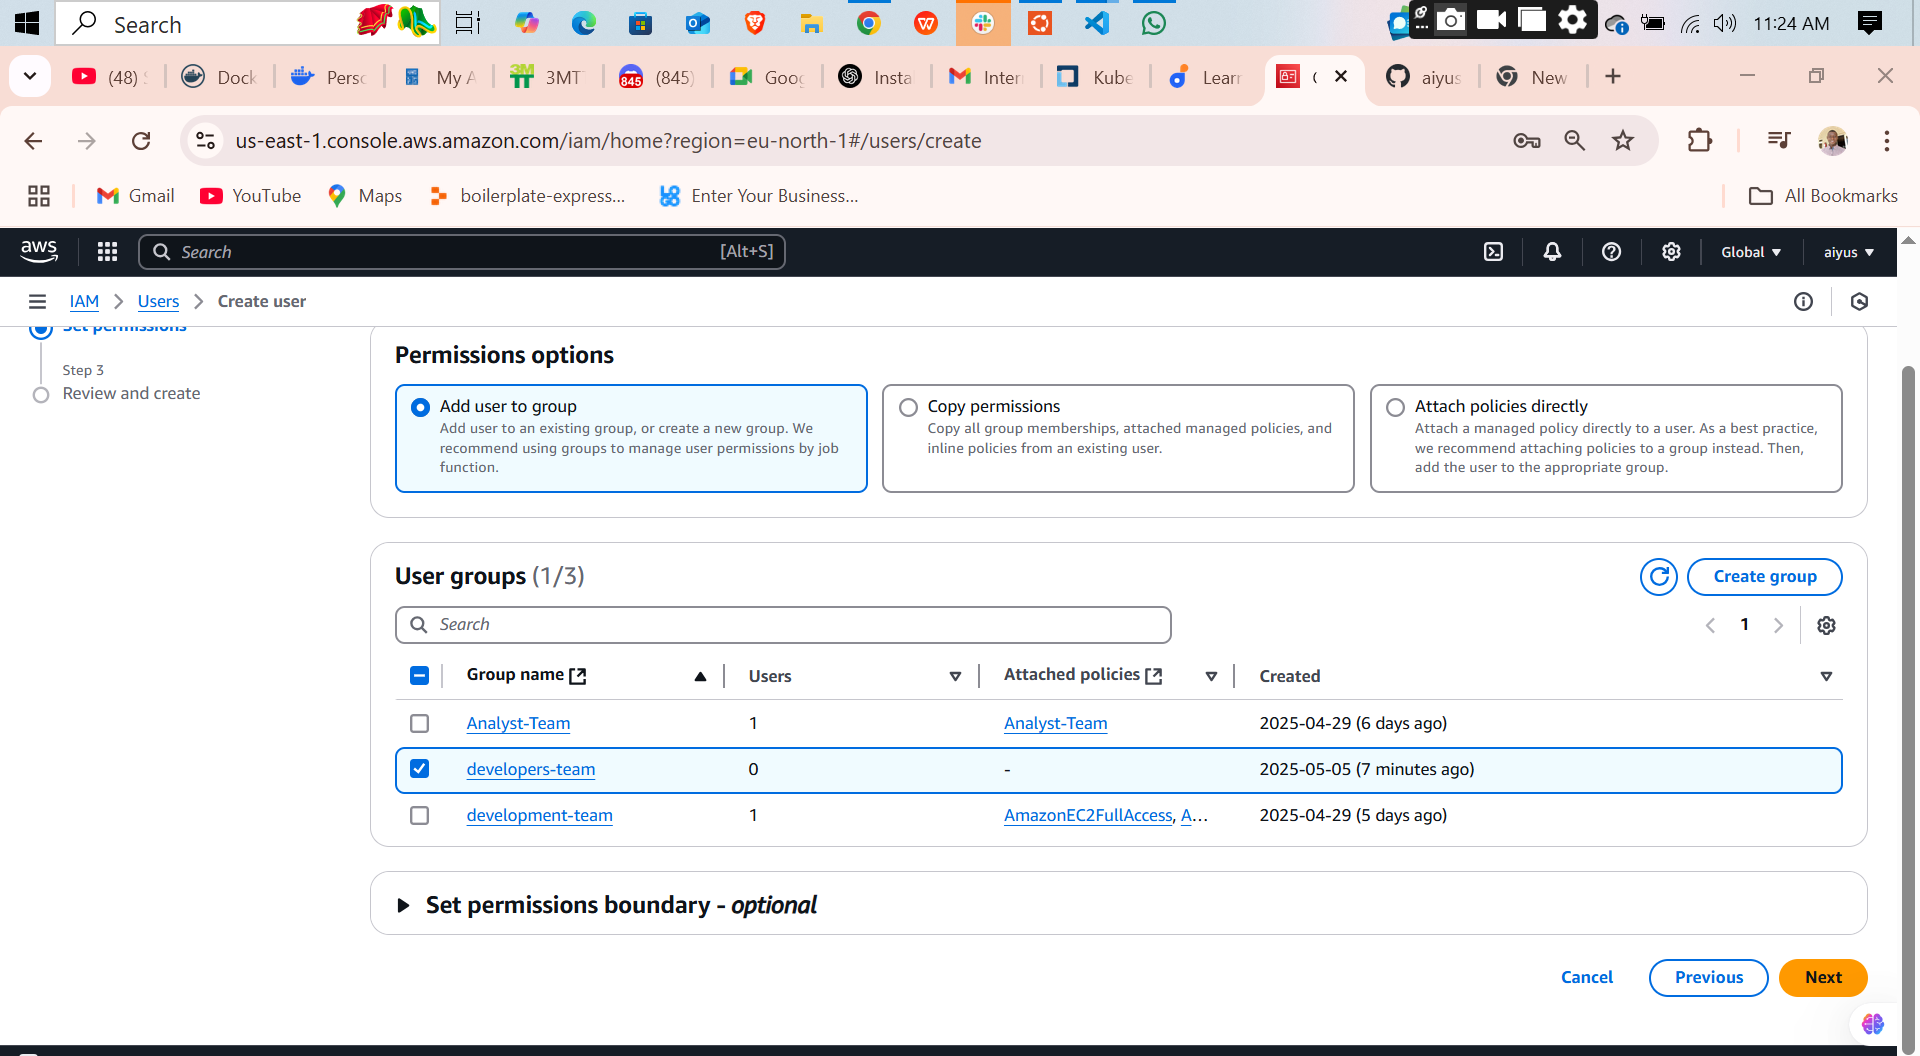 Search
11:24 AM
(48) S
Dock
Perso
My A
3MT
(845)
Goog
Insta
Inter
Kube
Learn
aiyus
New
us-east-1.console.aws.amazon.com/iam/home?region=eu-north-1#/users/create
Gmail
YouTube
Maps
boilerplate-express...
Enter Your Business...
All Bookmarks
aws
Search
[Alt+S]
Global
aiyus
IAM
Users
Create user
Set permissions
Step 3
Review and create
Permissions options
Add user to group
Add user to an existing group, or create a new group. We
recommend using groups to manage user permissions by job
function.
Copy permissions
Copy all group memberships, attached managed policies, and
inline policies from an existing user.
Attach policies directly
Attach a managed policy directly to a user. As a best practice,
we recommend attaching policies to a group instead. Then,
add the user to the appropriate group.
User groups (1/3)
Create group
Search
1
Group name Users Attached policies Created
Analyst-Team 1 Analyst-Team 2025-04-29 (6 days ago)
developers-team 0 - 2025-05-05 (7 minutes ago)
development-team 1 AmazonEC2FullAccess, A... 2025-04-29 (5 days ago)
Set permissions boundary - optional
Cancel
Previous
Next